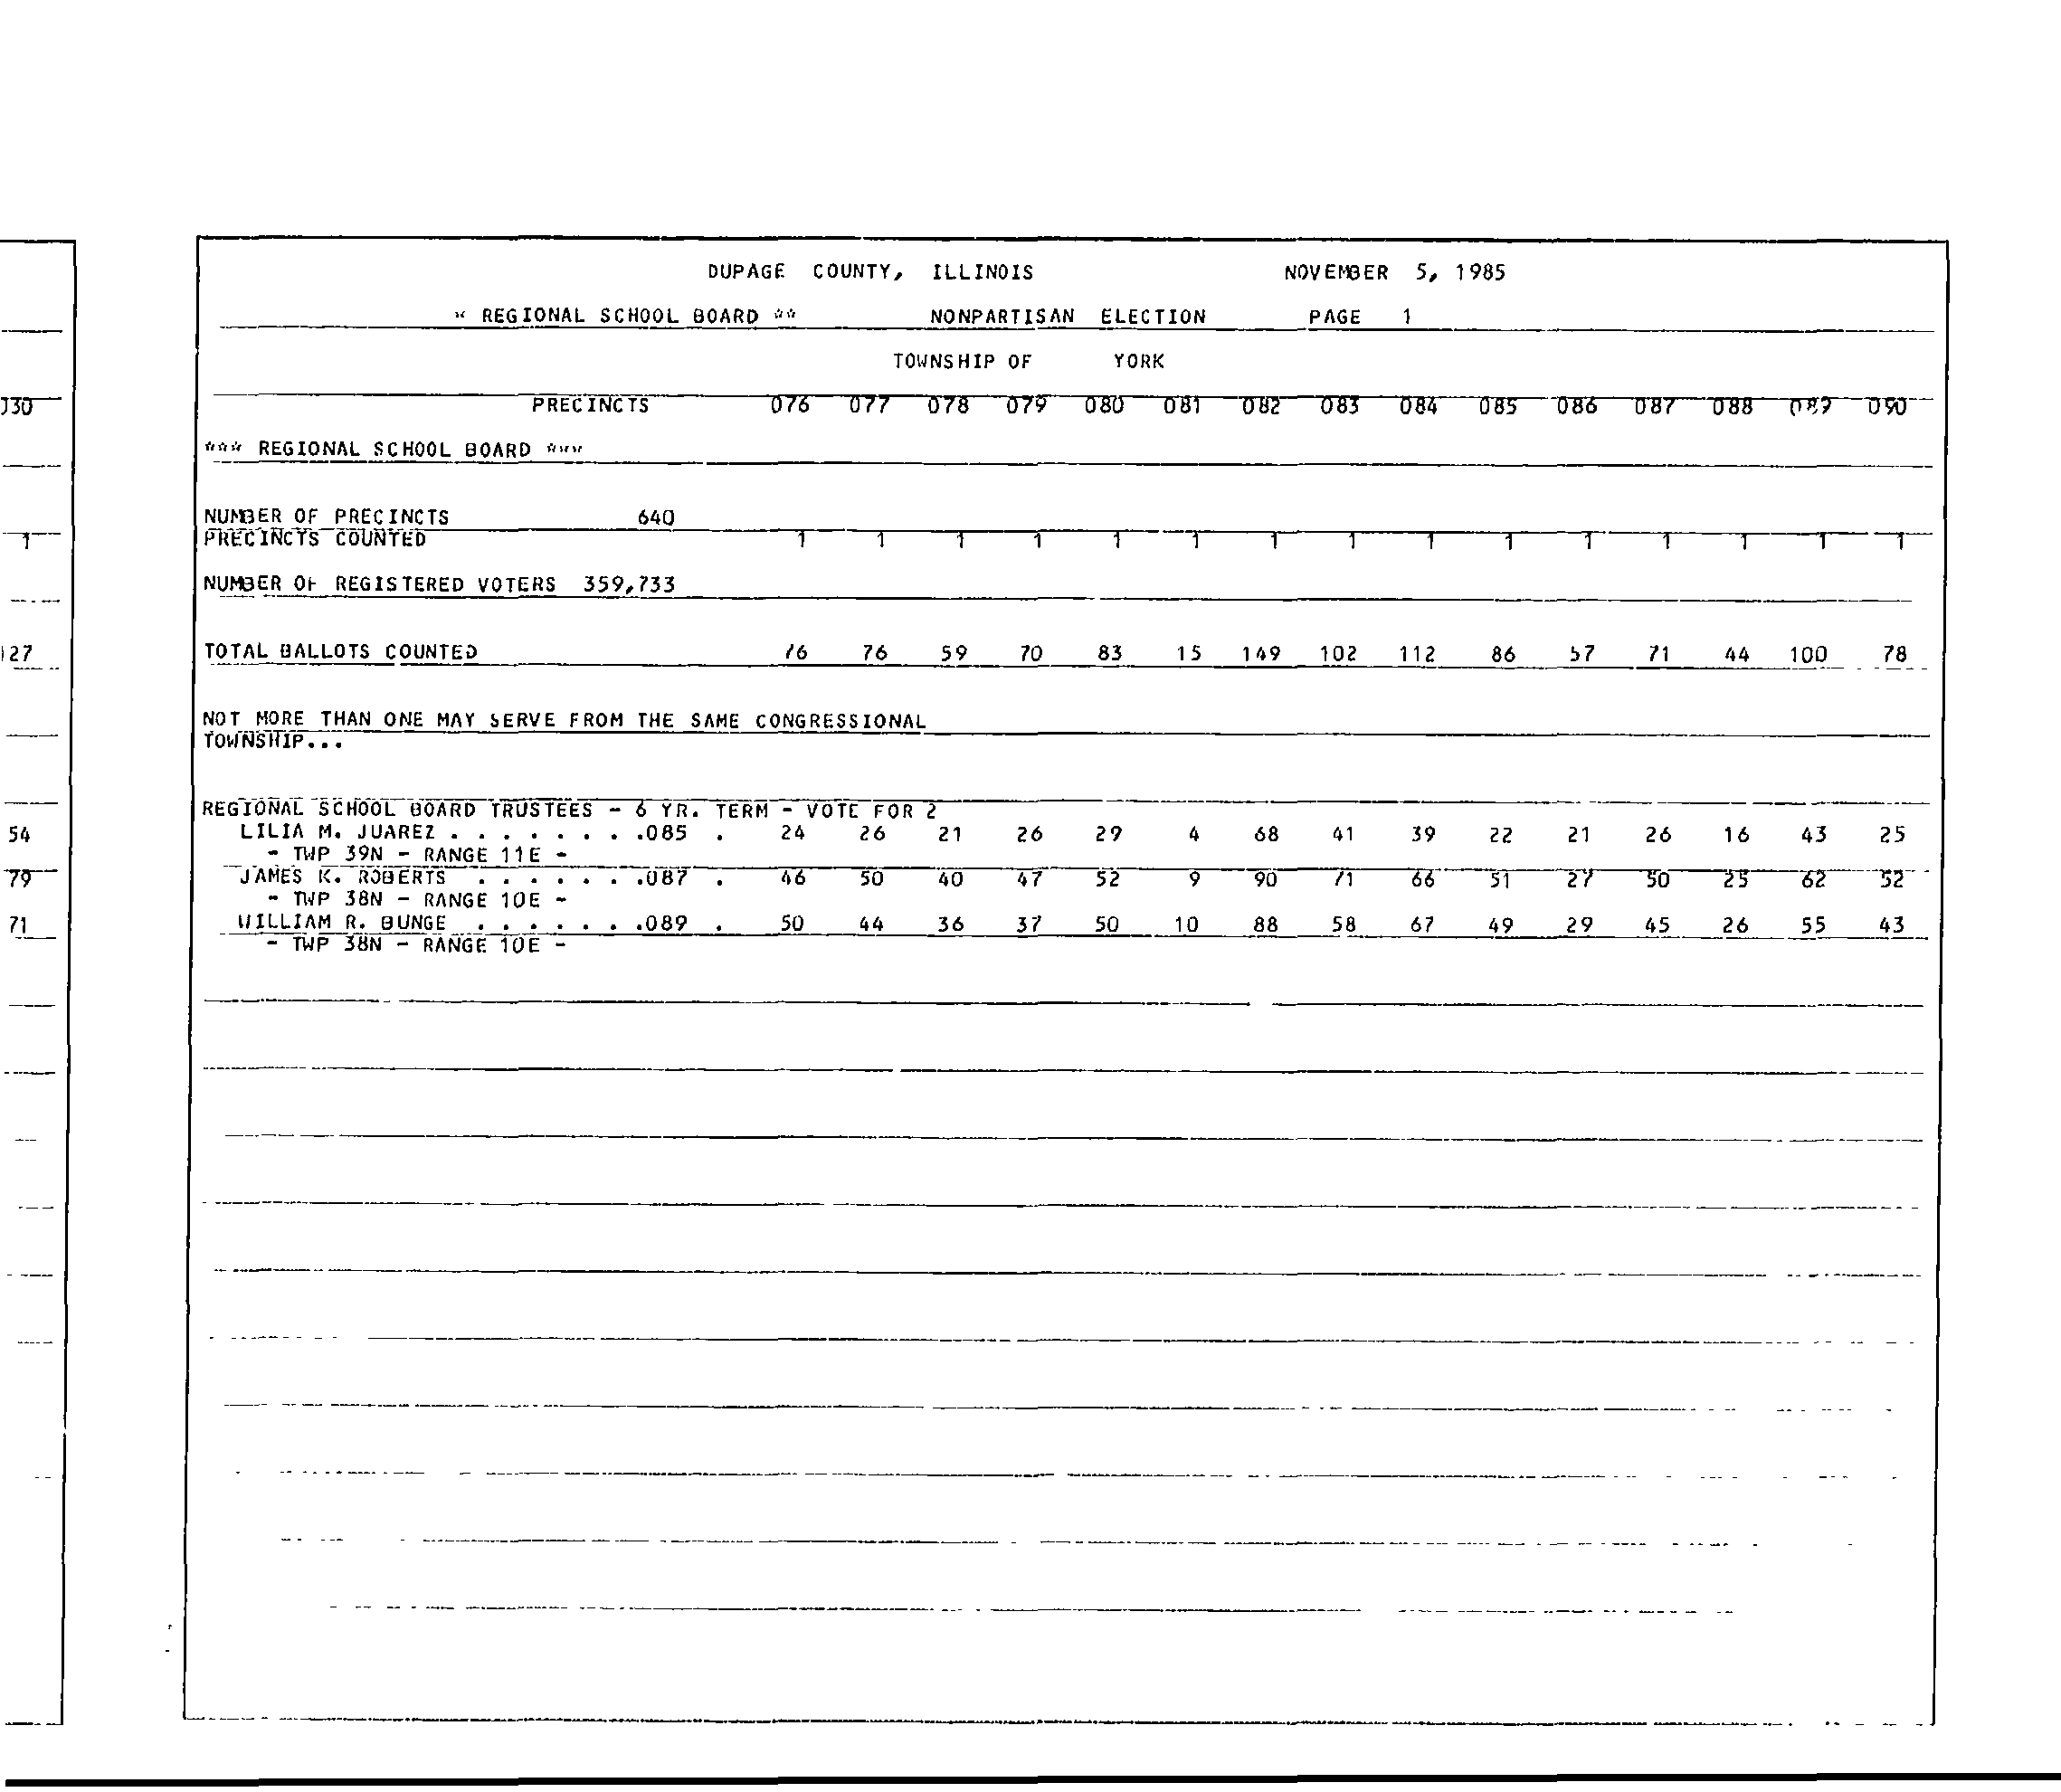 DUPAGE COUNTY, ILLINOIS NOVEMBER 5, 1985
* REGIONAL SCHOOL BOARD ** NONPARTISAN ELECTION PAGE 1
TOWNSHIP OF YORK
PRECINCTS 076 077 078 079 080 081 082 083 084 085 086 087 088 089 090
*** REGIONAL SCHOOL BOARD ***
NUMBER OF PRECINCTS 640
PRECINCTS COUNTED 1 1 1 1 1 1 1 1 1 1 1 1 1 1 1
NUMBER OF REGISTERED VOTERS 359,733
TOTAL BALLOTS COUNTED 76 76 59 70 83 15 149 102 112 86 57 71 44 100 78
NOT MORE THAN ONE MAY SERVE FROM THE SAME CONGRESSIONAL
TOWNSHIP...
REGIONAL SCHOOL BOARD TRUSTEES - 6 YR. TERM - VOTE FOR 2
LILIA M. JUAREZ . . . . . . . .085 . 24 26 21 26 29 4 68 41 39 22 21 26 16 43 25
- TWP 39N - RANGE 11E -
JAMES K. ROBERTS . . . . . . .087 . 46 50 40 47 52 9 90 71 66 51 27 50 25 62 52
- TWP 38N - RANGE 10E -
WILLIAM R. BUNGE . . . . . . .089 . 50 44 36 37 50 10 88 58 67 49 29 45 26 55 43
- TWP 38N - RANGE 10E -
1
54
79
71